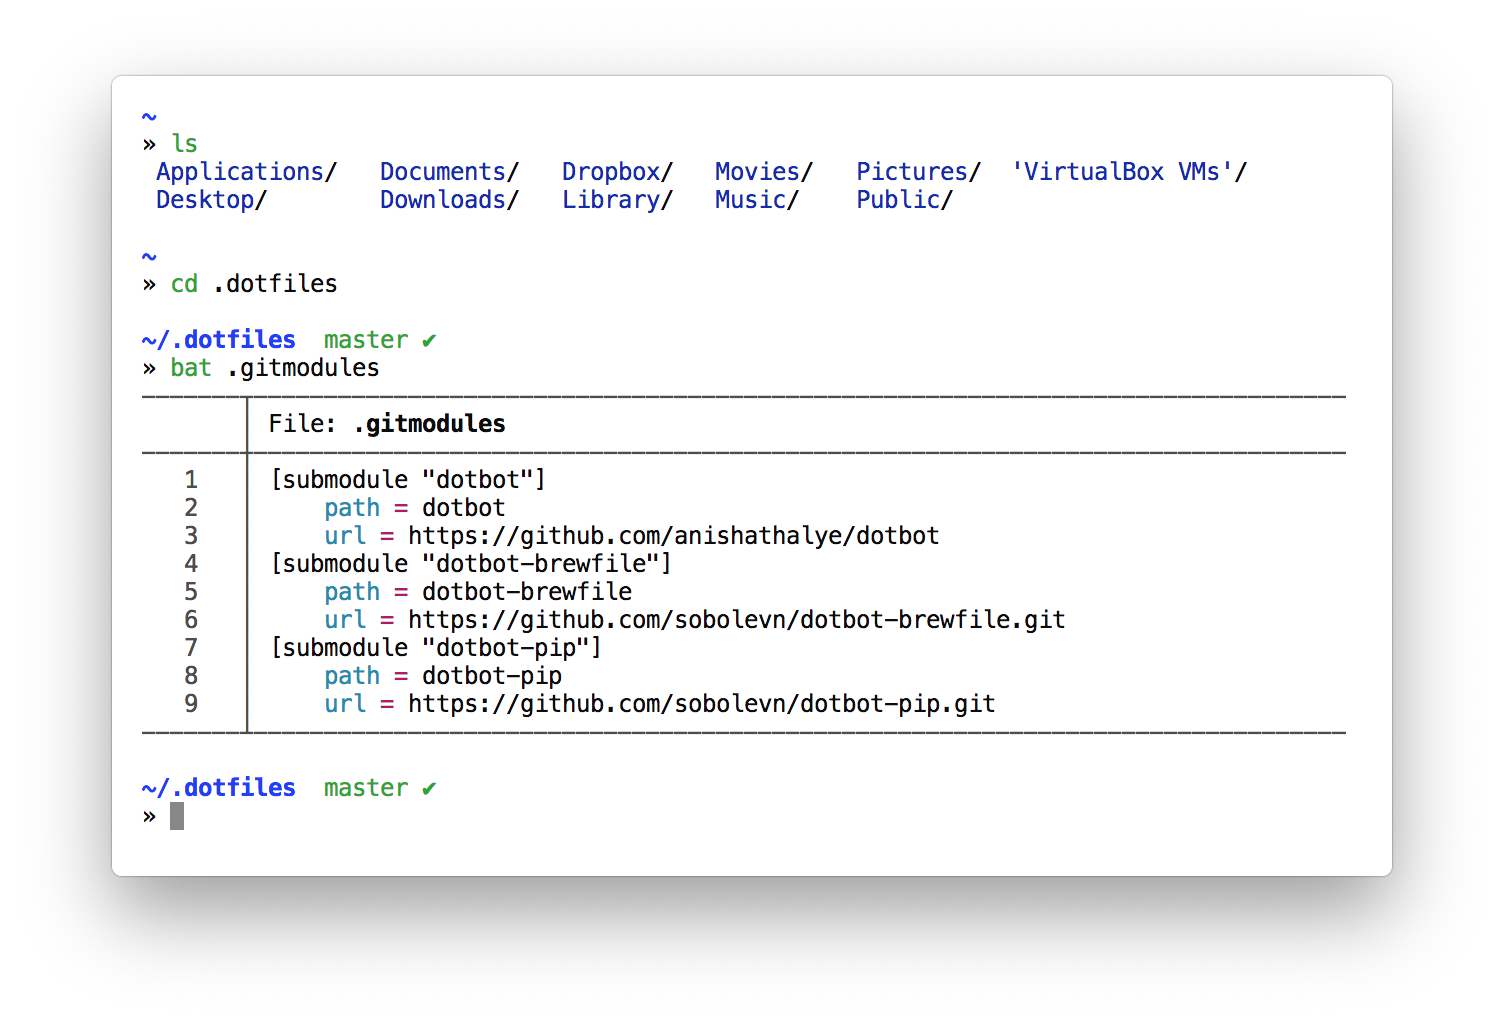 ~
» ls
Applications/   Documents/   Dropbox/   Movies/   Pictures/  'VirtualBox VMs'/
Desktop/        Downloads/   Library/   Music/    Public/
~
» cd .dotfiles
~/.dotfiles  master ✔
» bat .gitmodules
File: .gitmodules
1 [submodule "dotbot"]
2     path = dotbot
3     url = https://github.com/anishathalye/dotbot
4 [submodule "dotbot-brewfile"]
5     path = dotbot-brewfile
6     url = https://github.com/sobolevn/dotbot-brewfile.git
7 [submodule "dotbot-pip"]
8     path = dotbot-pip
9     url = https://github.com/sobolevn/dotbot-pip.git
~/.dotfiles  master ✔
»